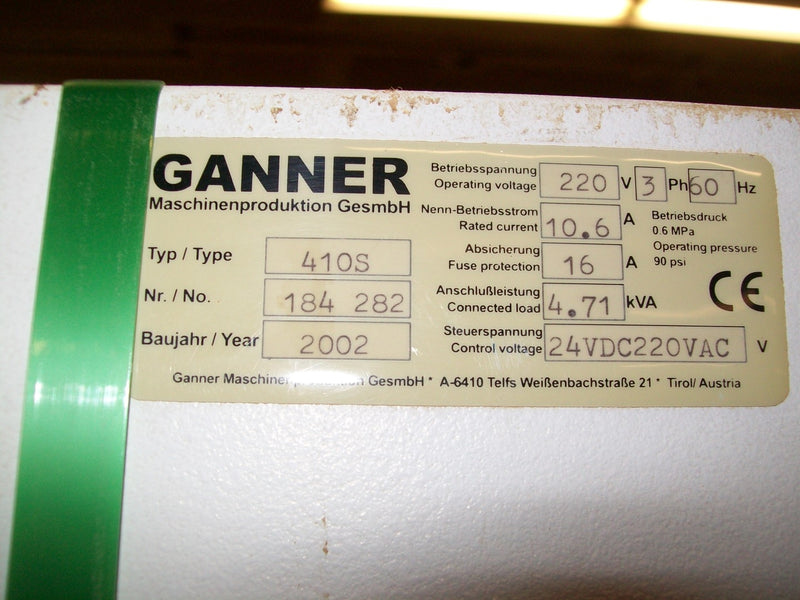 GANNER
Maschinenproduktion GesmbH
Typ / Type 410S
Nr. / No. 184 282
Baujahr / Year 2002
Betriebsspannung
Operating voltage 220 V 3 Ph 60 Hz
Nenn-Betriebsstrom
Rated current 10.6 A
Absicherung
Fuse protection 16 A
Anschlußleistung
Connected load 4.71 kVA
Steuerspannung
Control voltage 24VDC220VAC V
Betriebsdruck
0.6 MPa
Operating pressure
90 psi
CE
Ganner Maschinenproduktion GesmbH * A-6410 Telfs Weißenbachstraße 21 * Tirol/ Austria